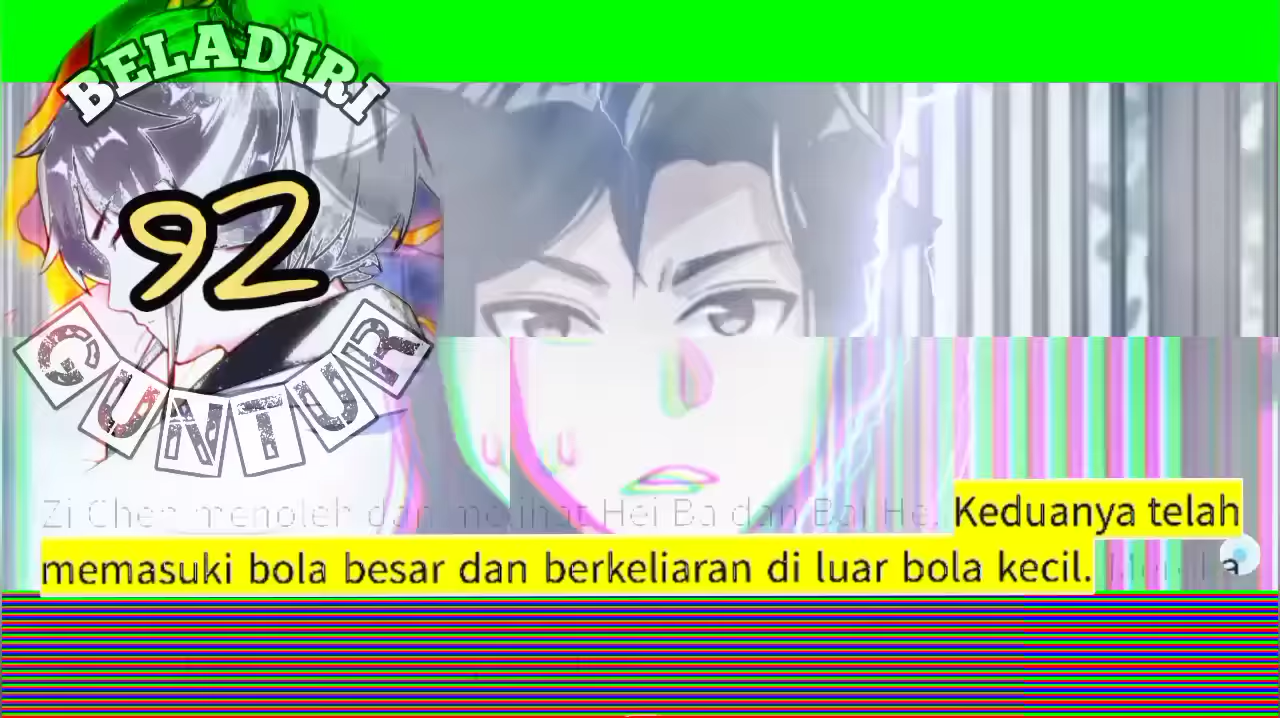 BELADIRI
92
GUNTUR
Zi Chen menoleh dan melihat Hei Ba dan Bai He. Keduanya telah
memasuki bola besar dan berkeliaran di luar bola kecil.